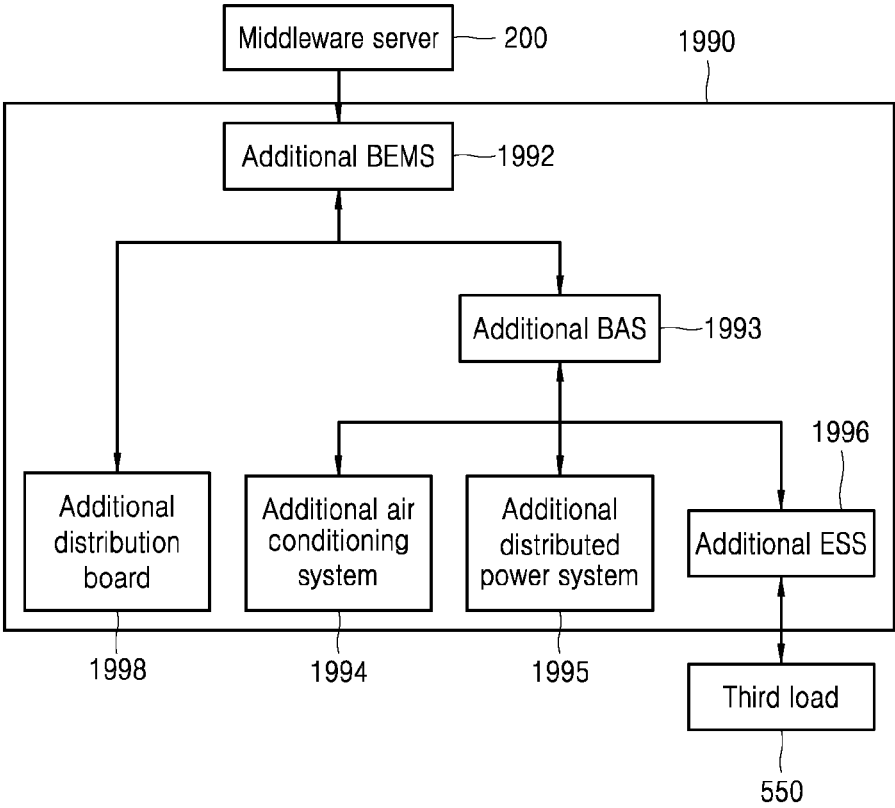 Middleware server
200
1990
Additional BEMS
1992
Additional BAS
1993
1996
Additional
distribution
board
Additional air
conditioning
system
Additional
distributed
power system
Additional ESS
1998
1994
1995
Third load
550